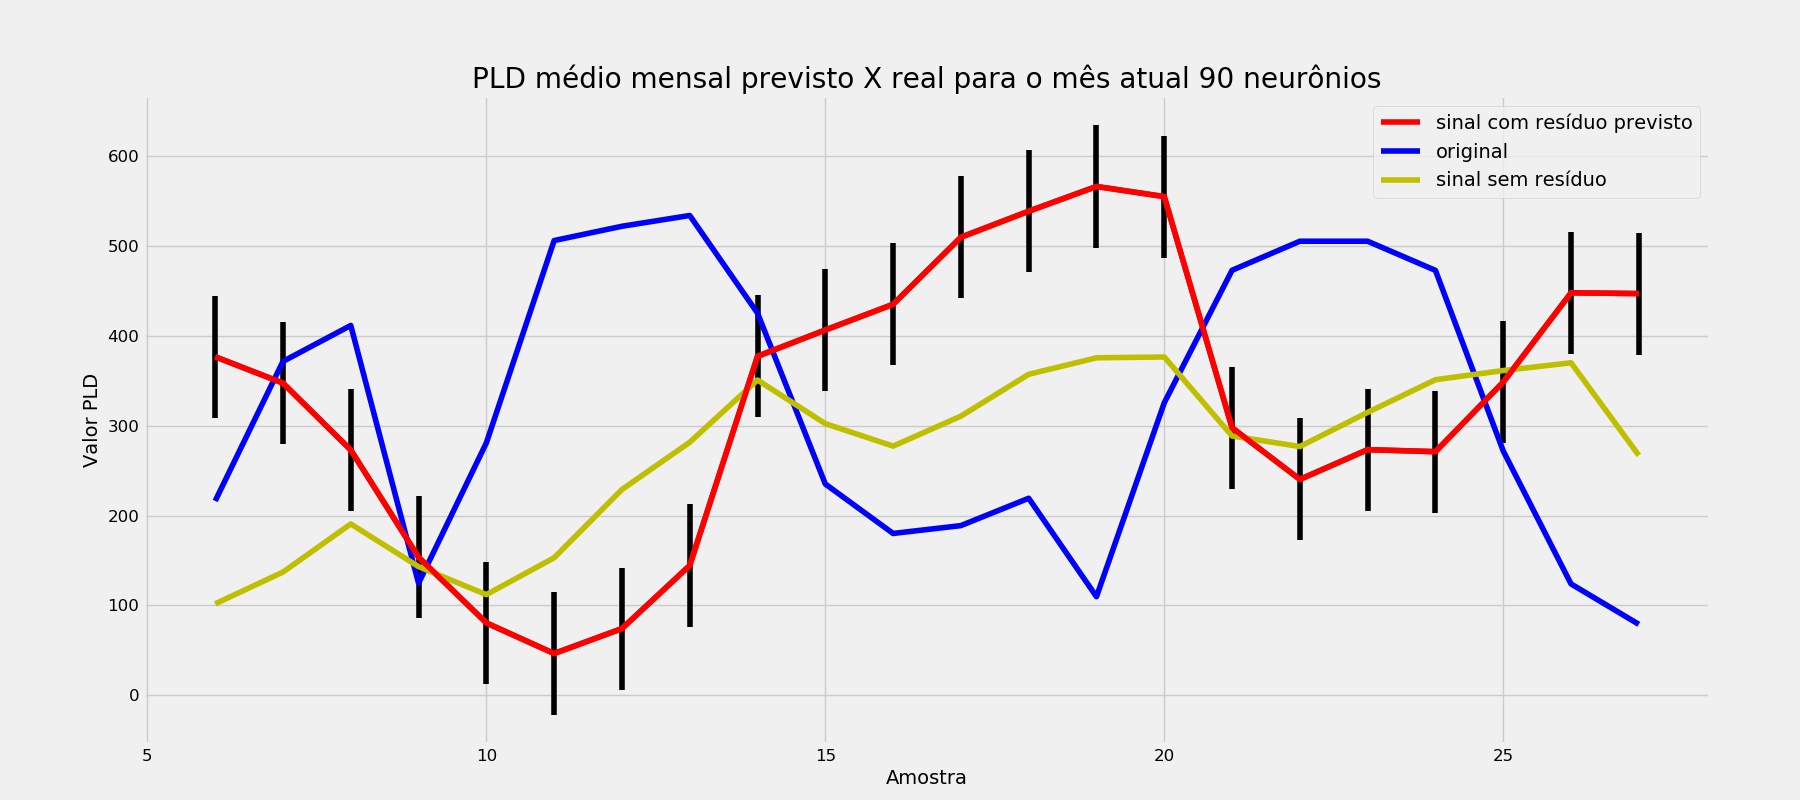 PLD médio mensal previsto X real para o mês atual 90 neurônios
sinal com resíduo previsto
original
sinal sem resíduo
600
500
400
300
200
100
0
Valor PLD
5 10 15 20 25
Amostra